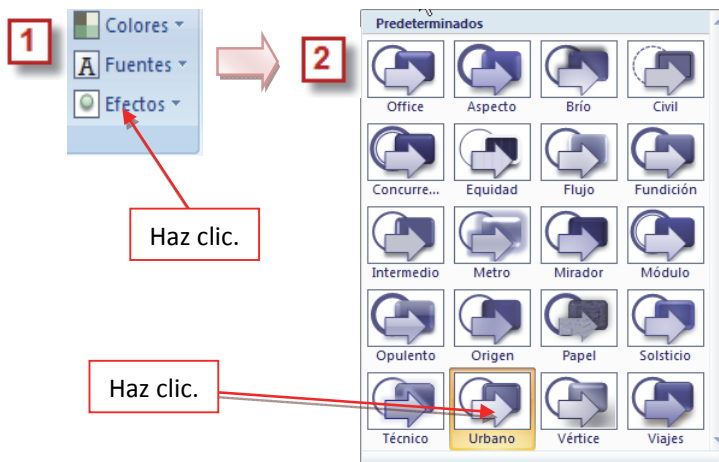 1
Colores
A Fuentes
Efectos
Haz clic.
2
Predeterminados
Office Aspecto Brío Civil
Concurre... Equidad Flujo Fundición
Intermedio Metro Mirador Módulo
Opulento Origen Papel Solsticio
Técnico Urbano Vértice Viajes
Haz clic.